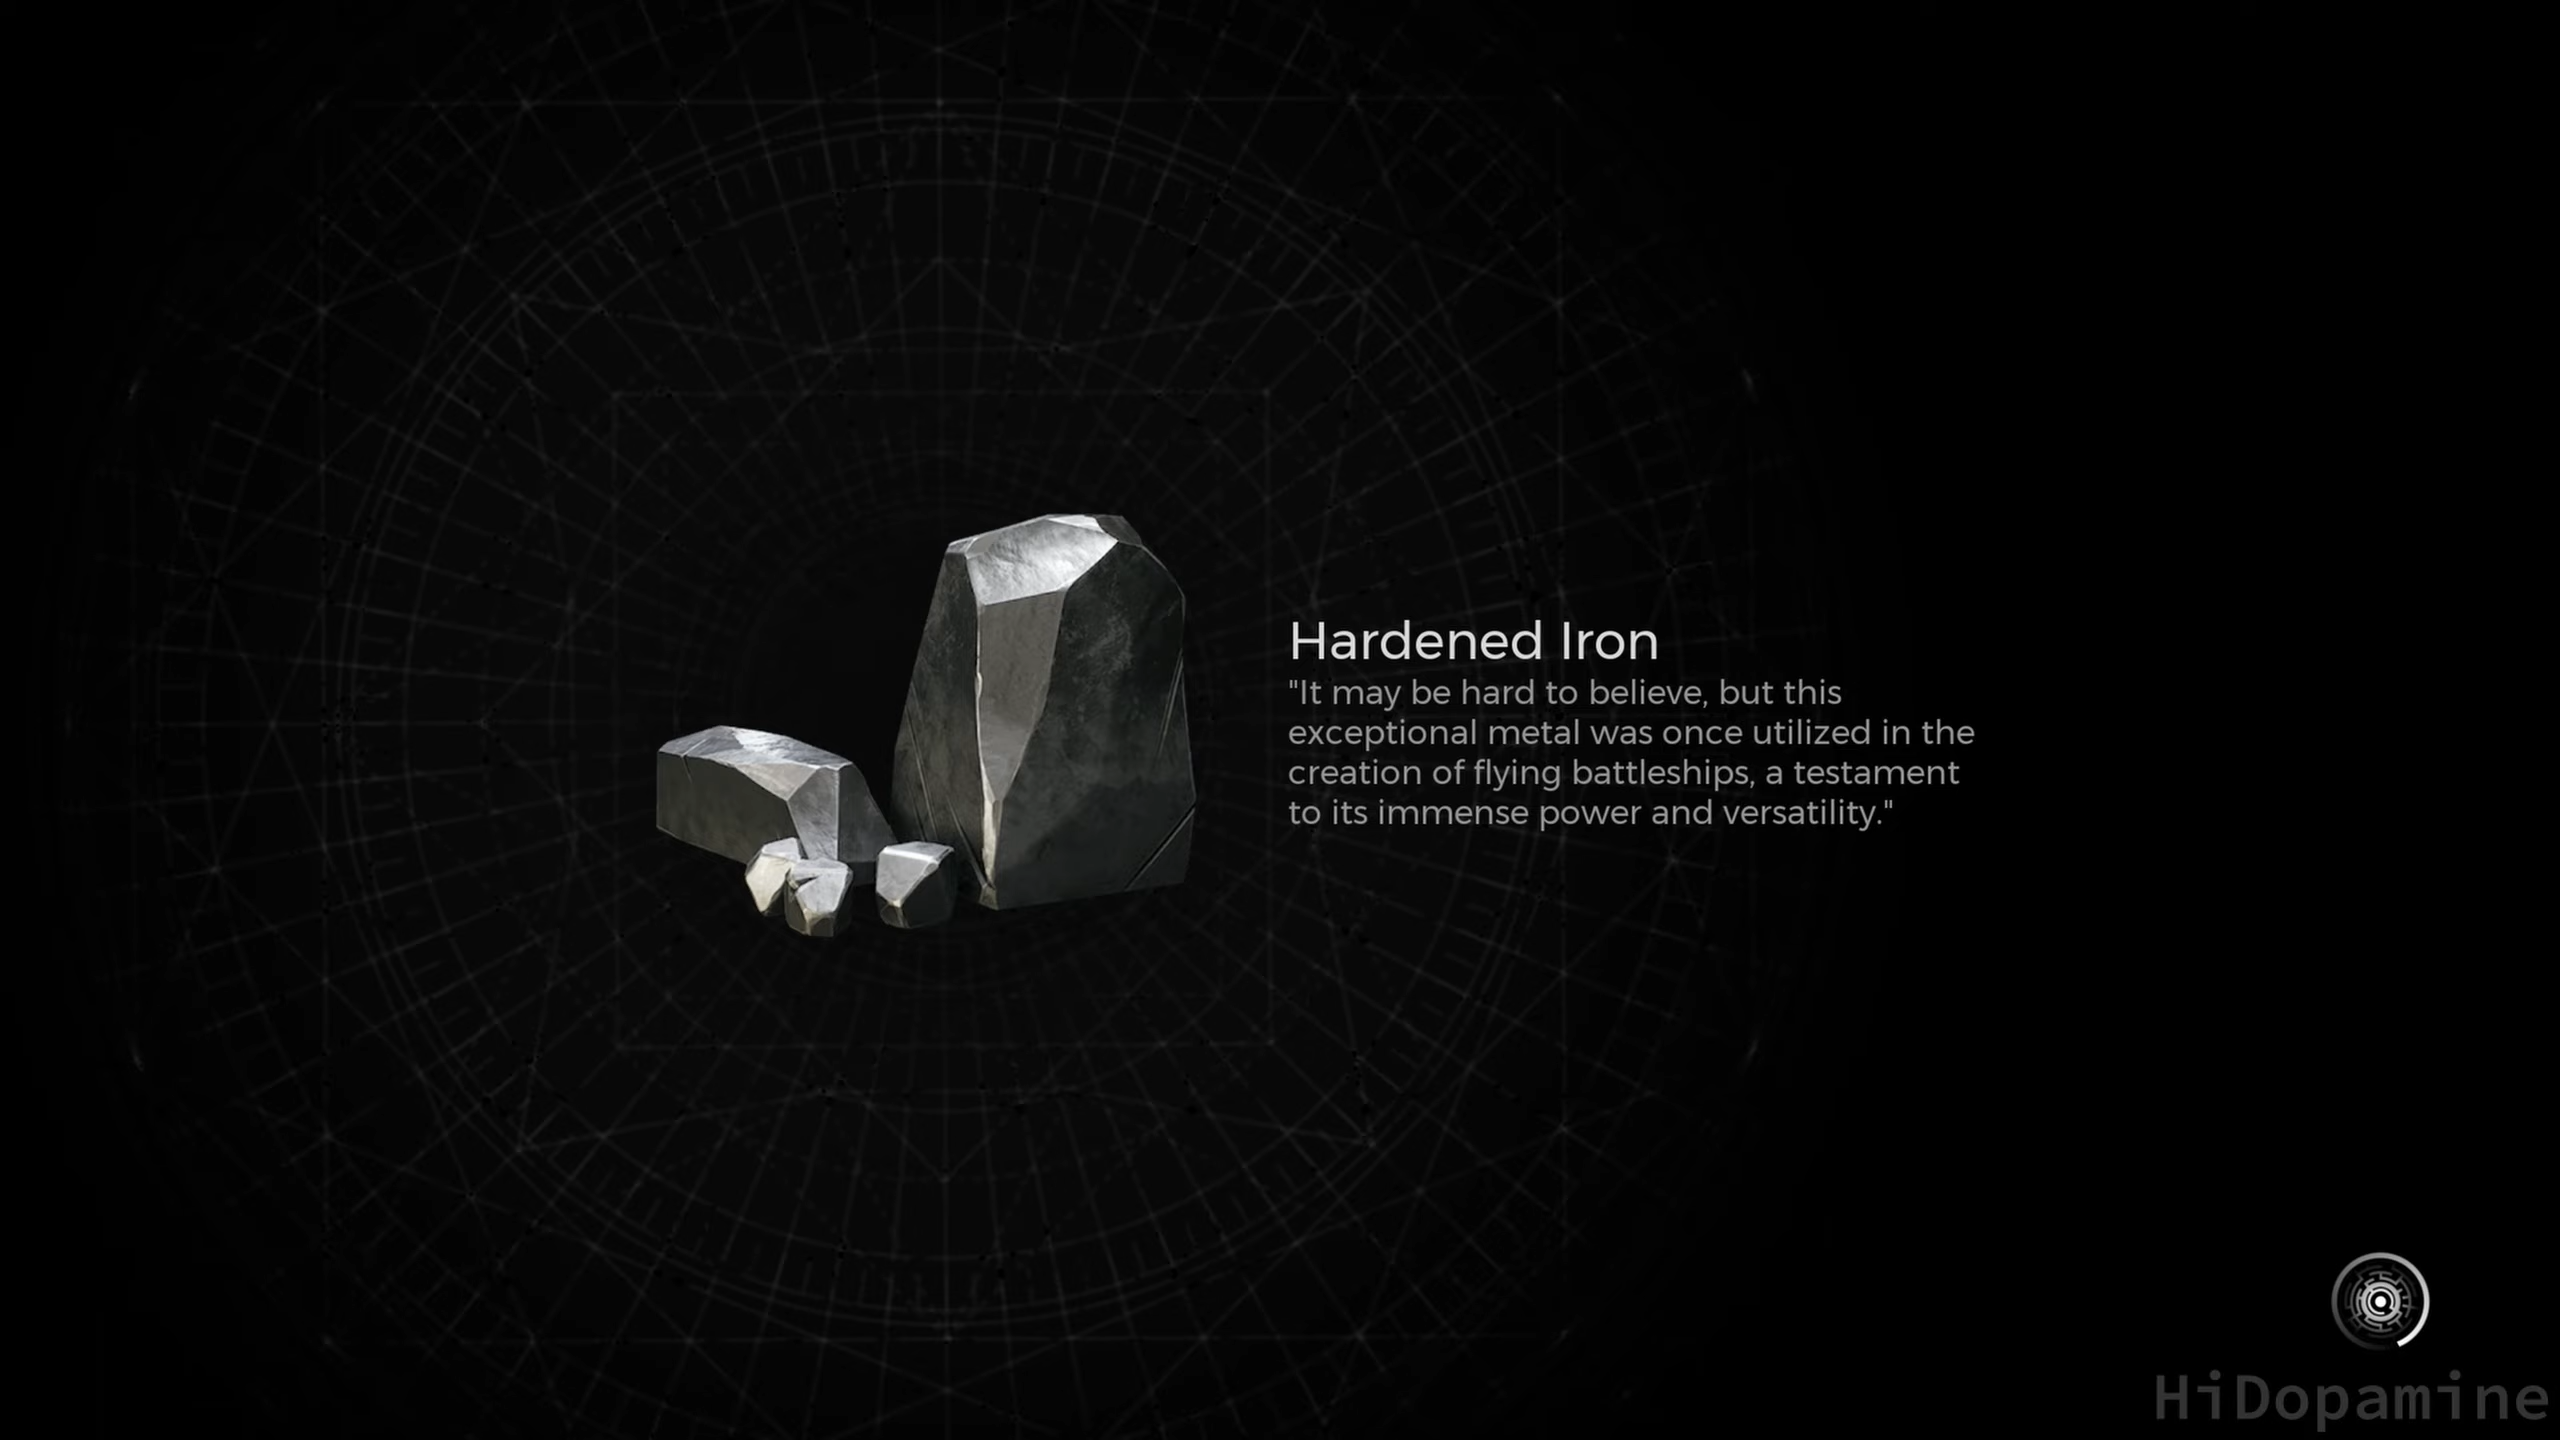 Hardened Iron
"It may be hard to believe, but this
exceptional metal was once utilized in the
creation of flying battleships, a testament
to its immense power and versatility."
HiDopamine